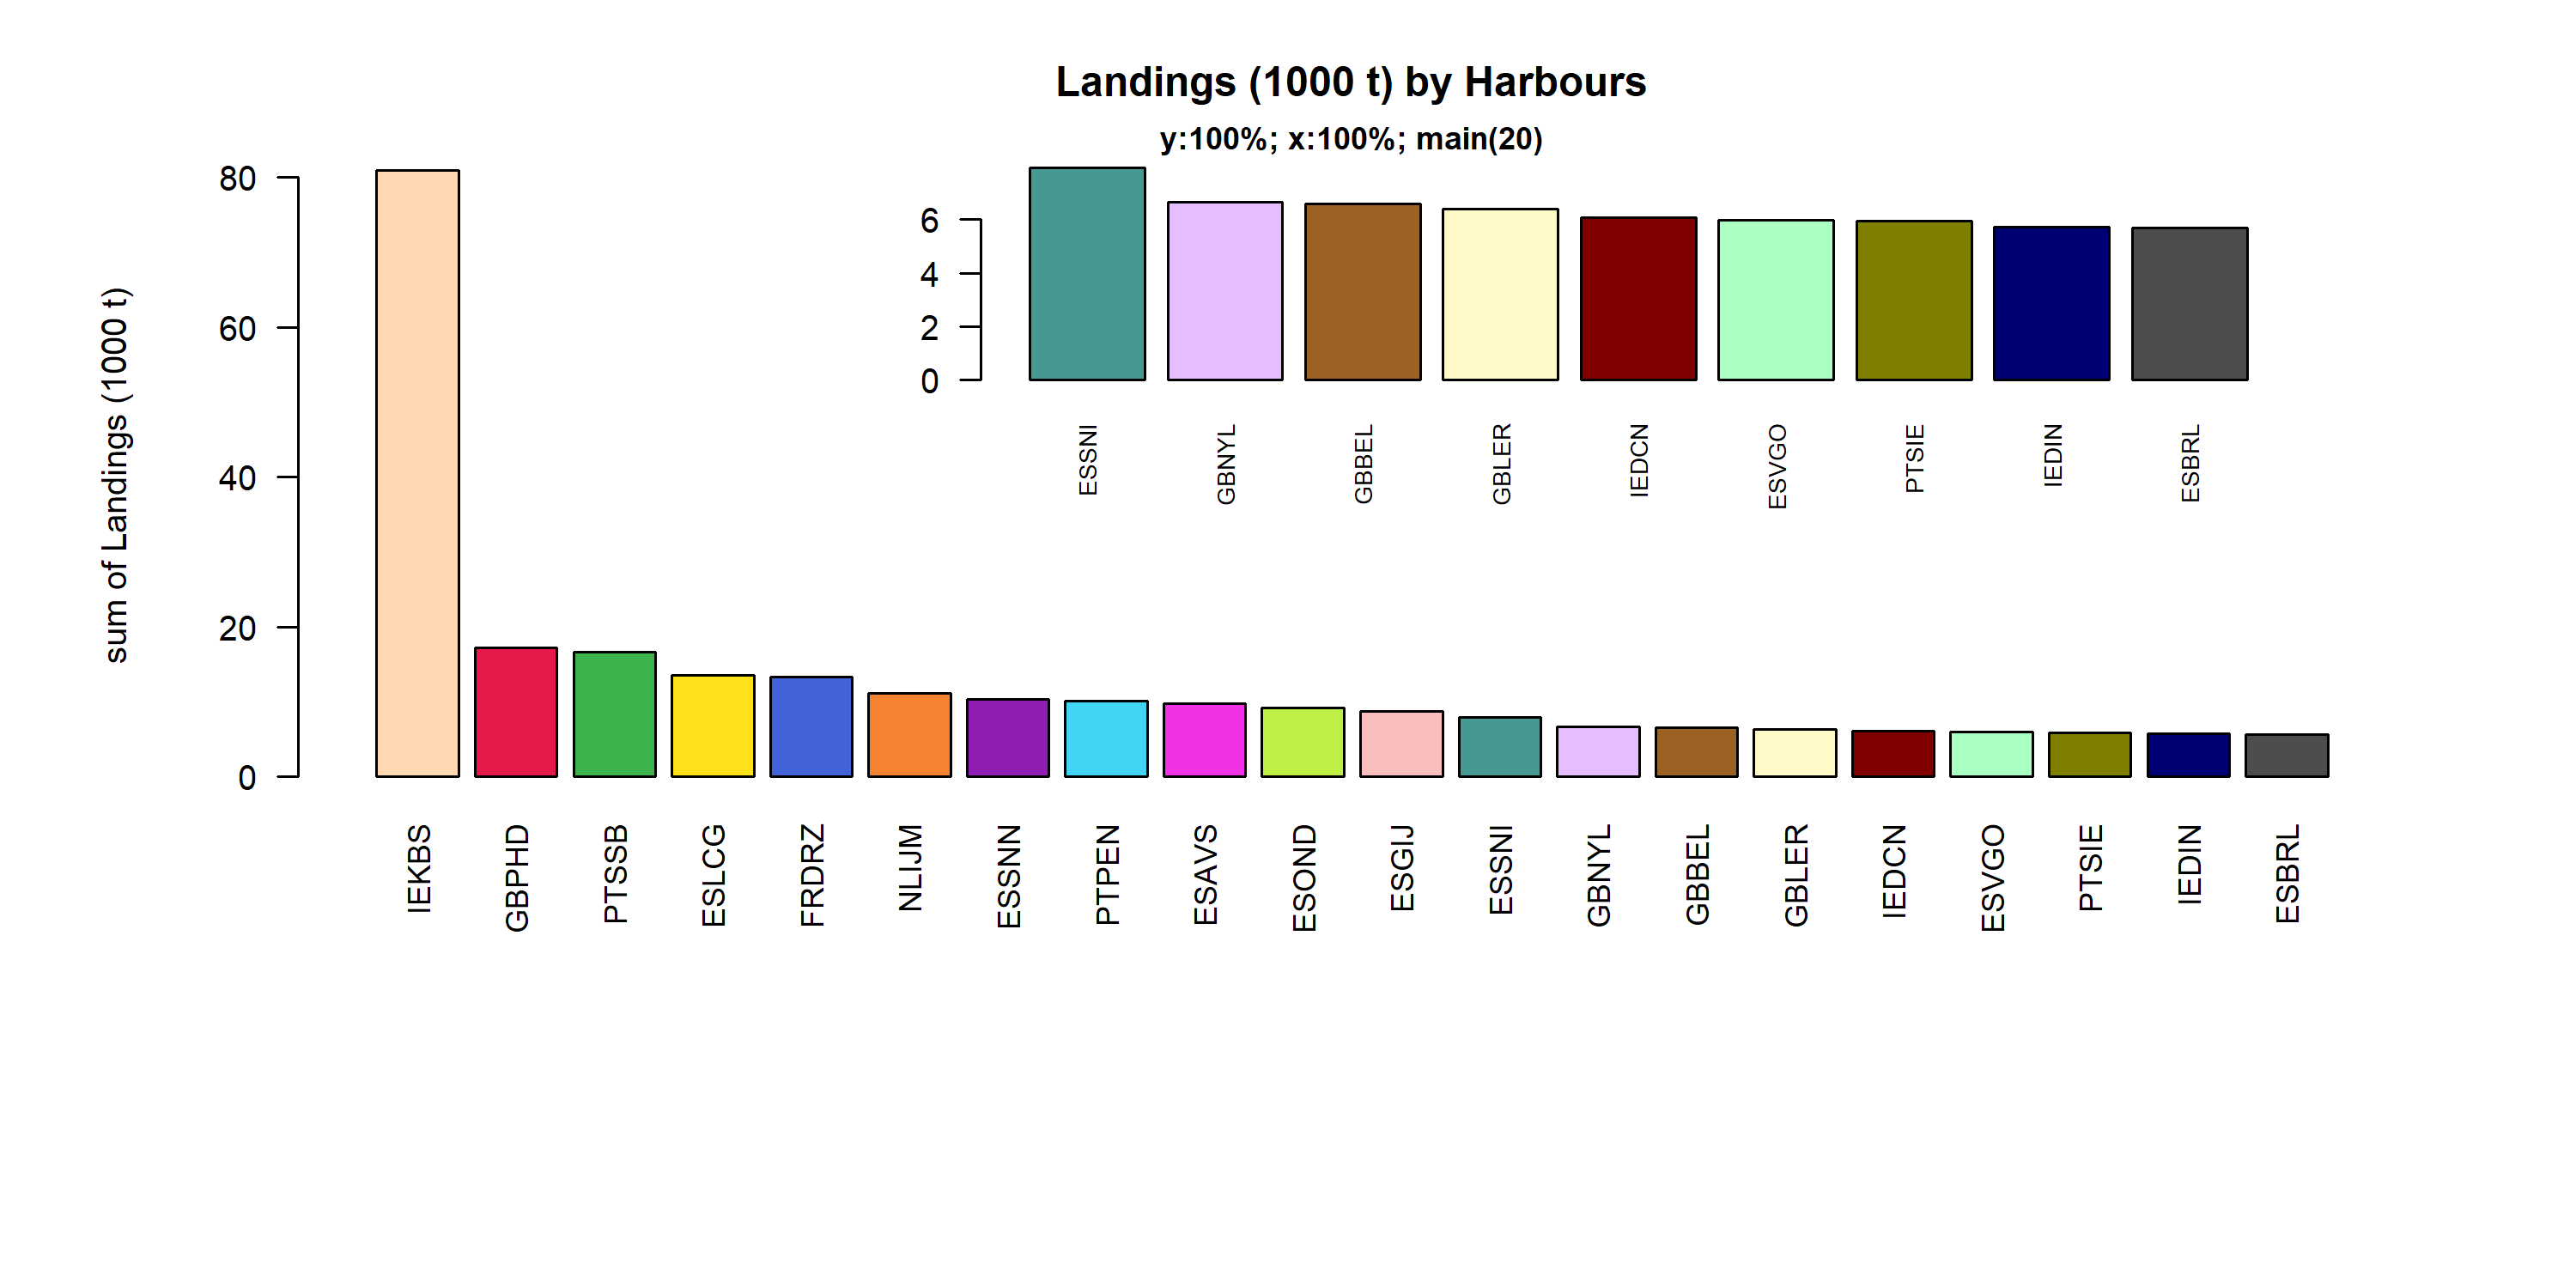 Landings (1000 t) by Harbours
y:100%; x:100%; main(20)
sum of Landings (1000 t)
80
60
40
20
0
6
4
2
0
ESSNI
GBNYL
GBBEL
GBLER
IEDCN
ESVGO
PTSIE
IEDIN
ESBRL
IEKBS
GBPHD
PTSSB
ESLCG
FRDRZ
NLIJM
ESSNN
PTPEN
ESAVS
ESOND
ESGIJ
ESSNI
GBNYL
GBBEL
GBLER
IEDCN
ESVGO
PTSIE
IEDIN
ESBRL